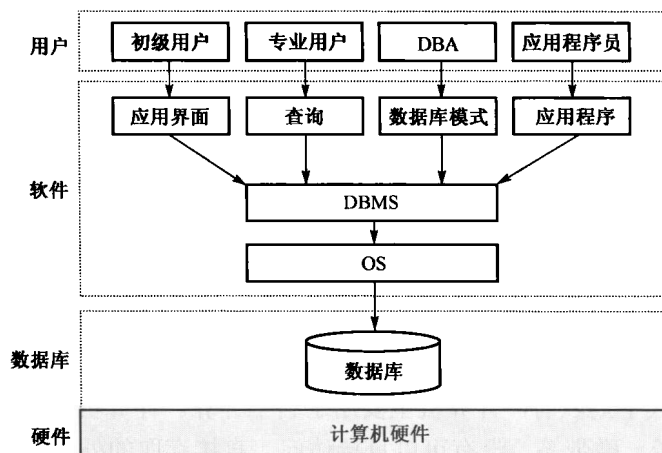 用户
初级用户
专业用户
DBA
应用程序员
软件
应用界面
查询
数据库模式
应用程序
DBMS
OS
数据库
数据库
硬件
计算机硬件